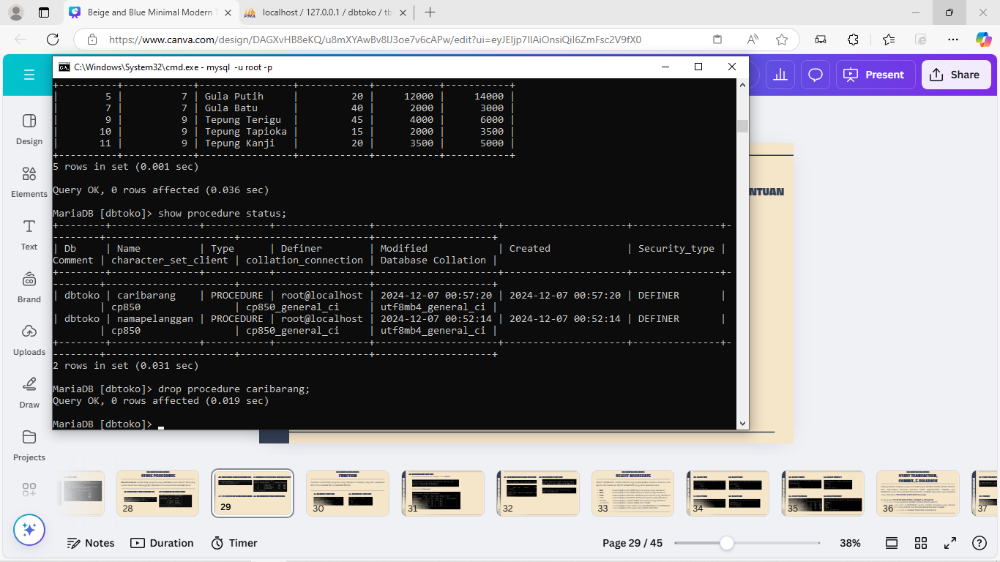 Beige and Blue Minimal Modern T
localhost / 127.0.0.1 / dbtoko / tb
https://www.canva.com/design/DAGXvHB8eKQ/u8mXYAwBv8IJ3oe7v6cAPw/edit?ui=eyJEIjp7IlAiOnsiQiI6ZmFsc2V9fX0
C:\Windows\System32\cmd.exe - mysql  -u root -p
Present
Share
+----------+------------+----------------+------------+-----------+-----------+
|        5 |          7 | Gula Putih     |         20 |     12000 |     14000 |
|        7 |          7 | Gula Batu      |         40 |      2000 |      3000 |
|        9 |          9 | Tepung Terigu  |         45 |      4000 |      6000 |
|       10 |          9 | Tepung Tapioka |         15 |      2000 |      3500 |
|       11 |          9 | Tepung Kanji   |         20 |      3500 |      5000 |
+----------+------------+----------------+------------+-----------+-----------+
5 rows in set (0.001 sec)
Query OK, 0 rows affected (0.036 sec)
MariaDB [dbtoko]> show procedure status;
| Db     | Name          | Type      | Definer        | Modified            | Created             | Security_type |
Comment | character_set_client | collation_connection | Database Collation |
| dbtoko | caribarang    | PROCEDURE | root@localhost | 2024-12-07 00:57:20 | 2024-12-07 00:57:20 | DEFINER       |
        | cp850                | cp850_general_ci     | utf8mb4_general_ci |
| dbtoko | namapelanggan | PROCEDURE | root@localhost | 2024-12-07 00:52:14 | 2024-12-07 00:52:14 | DEFINER       |
        | cp850                | cp850_general_ci     | utf8mb4_general_ci |
2 rows in set (0.031 sec)
MariaDB [dbtoko]> drop procedure caribarang;
Query OK, 0 rows affected (0.019 sec)
MariaDB [dbtoko]>
Design
Elements
Text
Brand
Uploads
Draw
Projects
NTUAN
STORE PROCEDURE
28
29
FUNCTION
30
31
32
SELECT AGGREGATE
33
34
35
START TRANSACTION,
COMMIT, & ROLLBACK
36
37
Notes
Duration
Timer
Page 29 / 45
38%